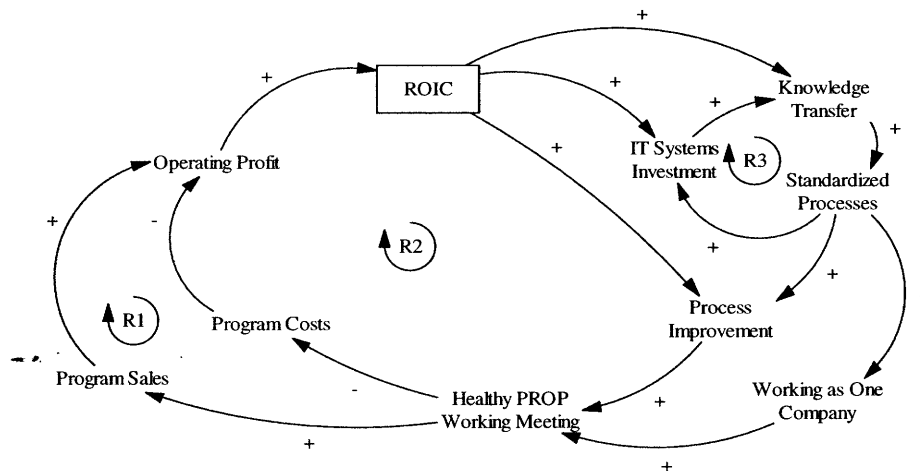 +
+
ROIC
+
+
Knowledge
Transfer
+
+
+
IT Systems
Investment
R3
Operating Profit
Standardized
Processes
+
-
R2
+
+
Process
Improvement
R1
Program Costs
Program Sales
-
Healthy PROP
Working Meeting
+
Working as One
Company
+
+